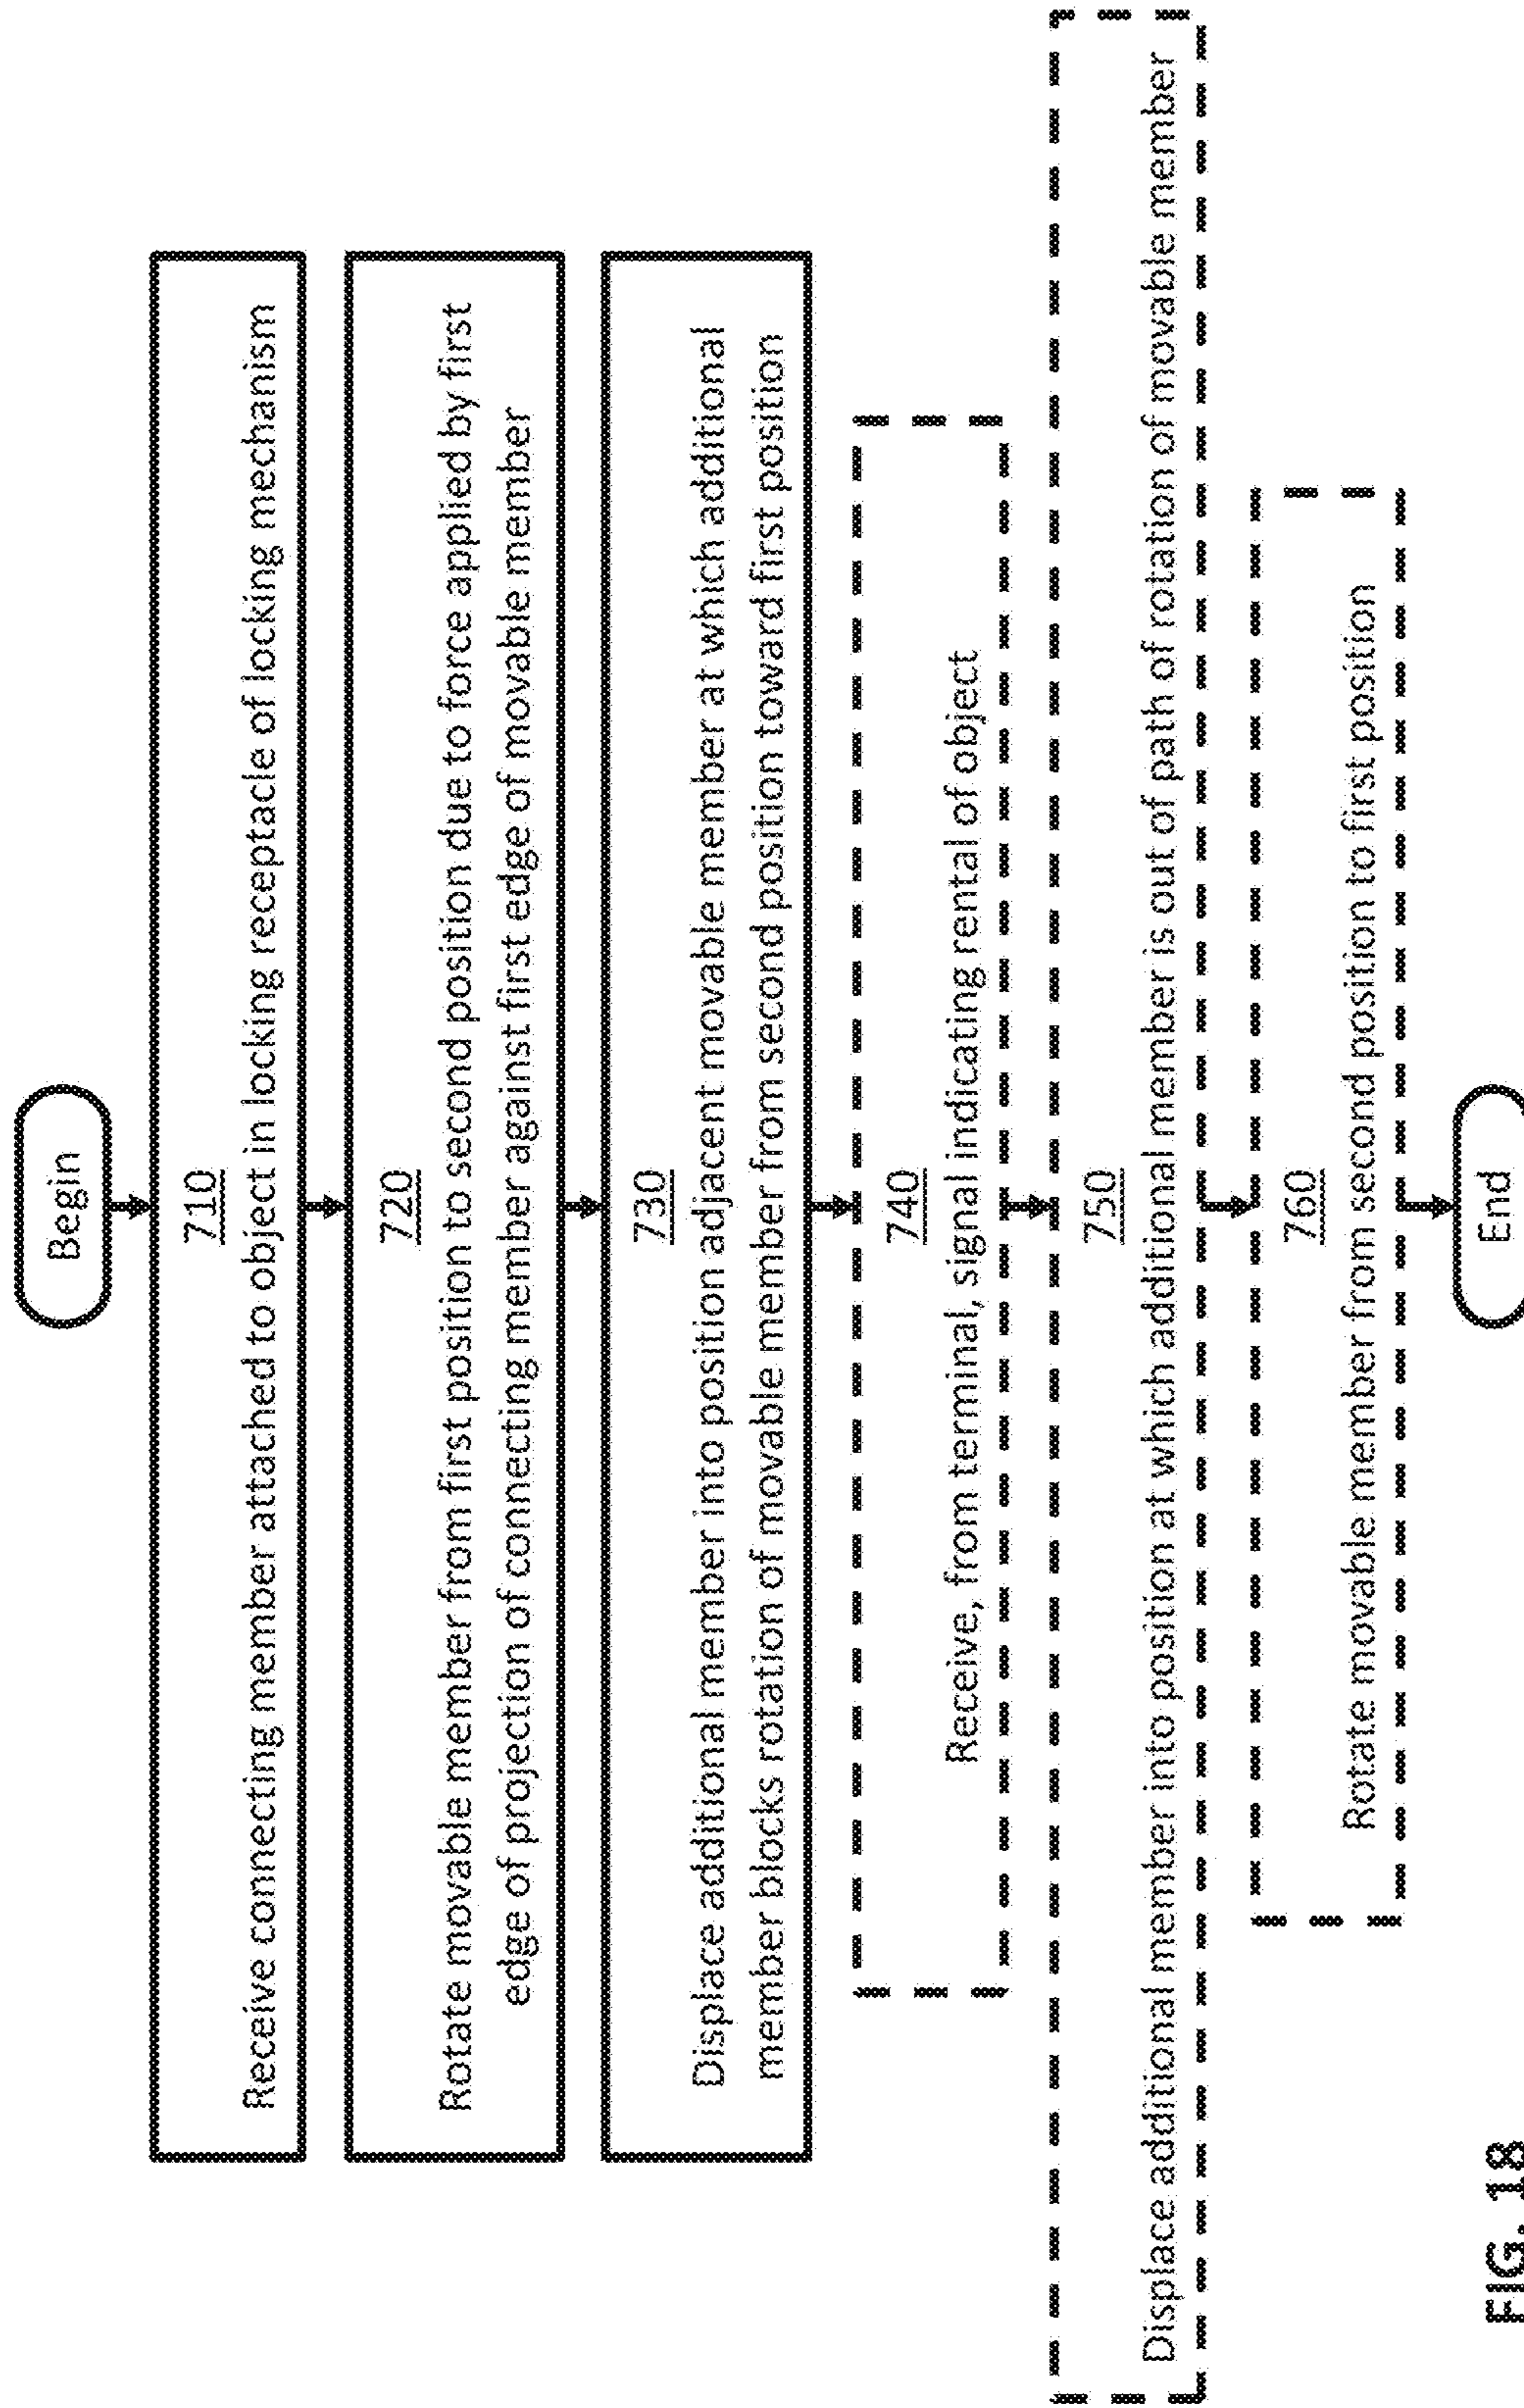 Begin
710
Receive connecting member attached to object in locking receptacle of locking mechanism
720
Rotate movable member from first position to second position due to force applied by first
edge of projection of connecting member against first edge of movable member
730
Displace additional member into position adjacent movable member at which additional
member blocks rotation of movable member from second position toward first position
740
Receive, from terminal, signal indicating rental of object
750
Displace additional member into position at which additional member is out of path of rotation of movable member
760
Rotate movable member from second position to first position
End
FIG. 18